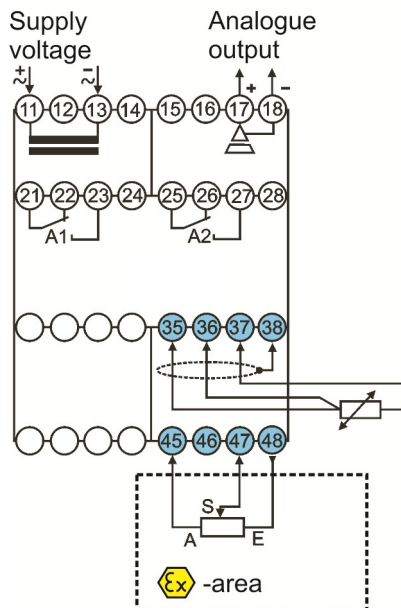 Supply voltage
Analogue output
+ ~
– ~
+ –
11 12 13 14 15 16 17 18
21 22 23 24 25 26 27 28
A1 A2
35 36 37 38
45 46 47 48
S
A E
Ex -area